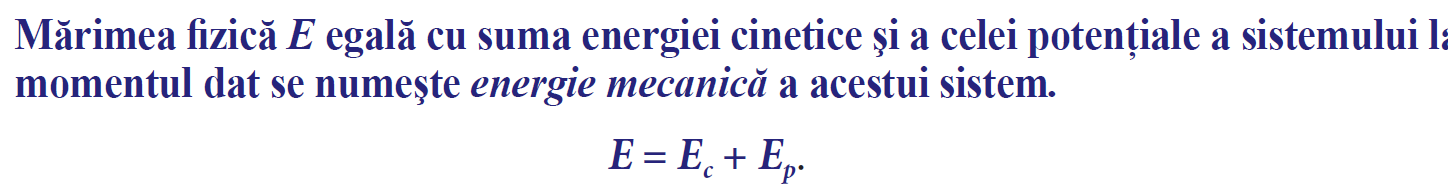 Mărimea fizică E egală cu suma energiei cinetice şi a celei potențiale a sistemului la
momentul dat se numeşte energie mecanică a acestui sistem.
E = Ec + Ep.